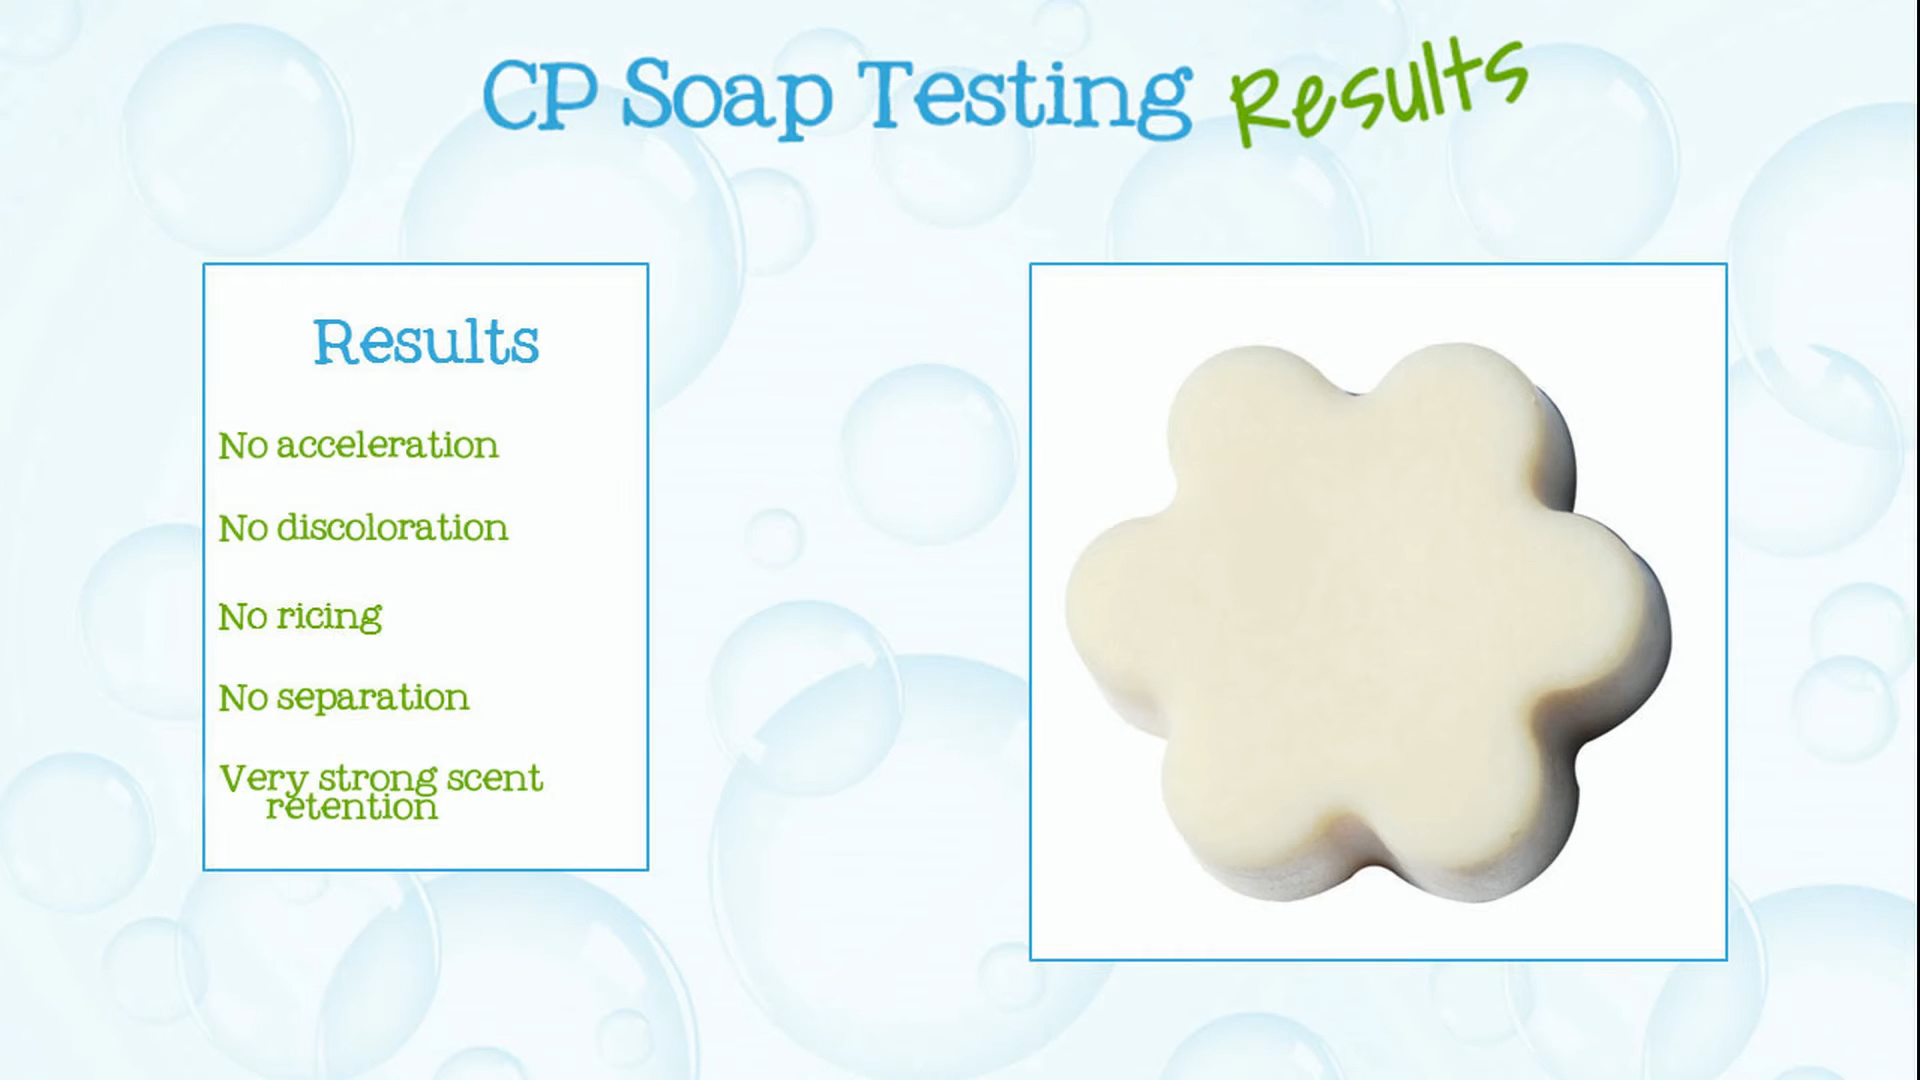 CP Soap Testing Results
Results
No acceleration
No discoloration
No ricing
No separation
Very strong scent
retention